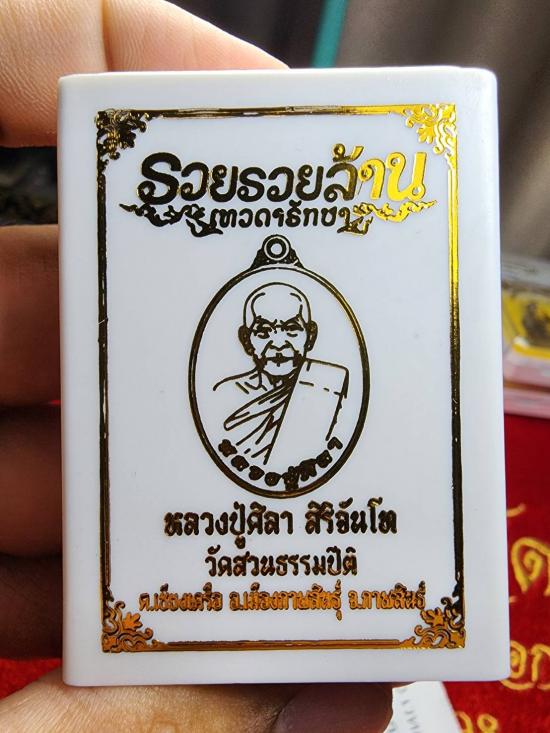 รวยรวยล้าน
เทวดารักษา
หลวงปู่ศิลา
หลวงปู่ศิลา สิริจันโท
วัดสวนธรรมปีติ
ต.เชียงเครือ อ.เมืองกาฬสินธุ์ จ.กาฬสินธุ์